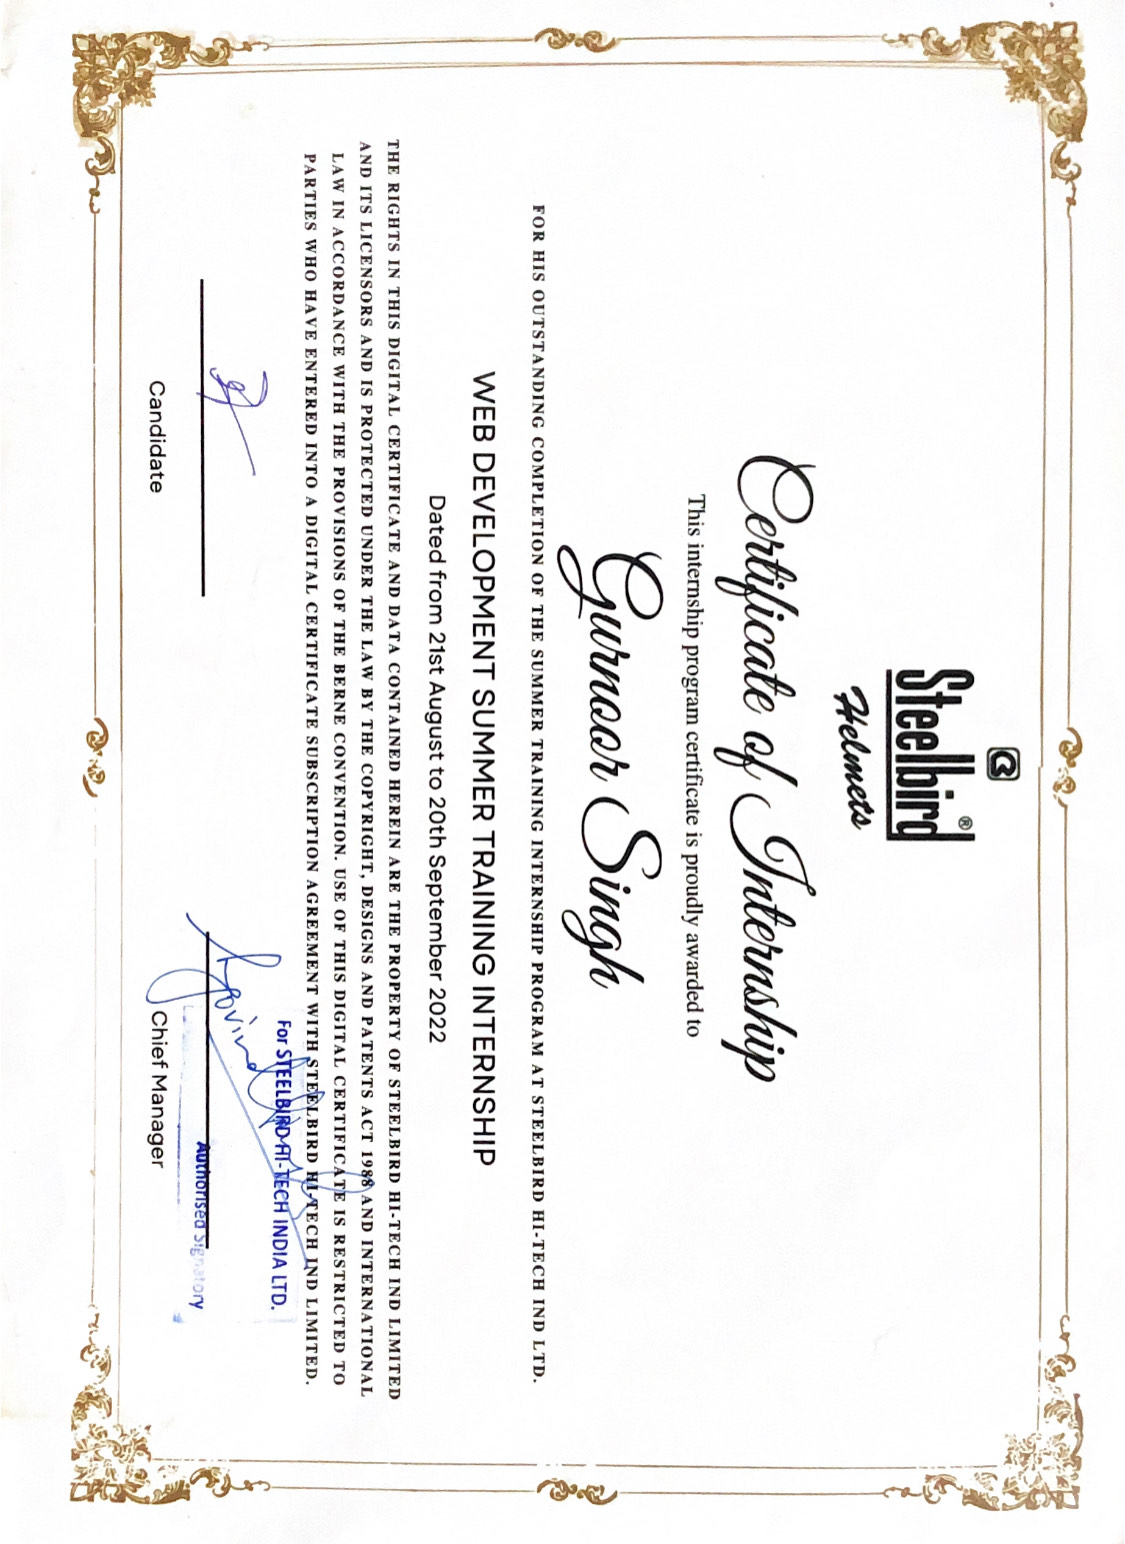 Steelbird®
Helmets
Certificate of Internship
This internship program certificate is proudly awarded to
Gurnoor Singh
FOR HIS OUTSTANDING COMPLETION OF THE SUMMER TRAINING INTERNSHIP PROGRAM AT STEELBIRD HI-TECH IND LTD.
WEB DEVELOPMENT SUMMER TRAINING INTERNSHIP
Dated from 21st August to 20th September 2022
THE RIGHTS IN THIS DIGITAL CERTIFICATE AND DATA CONTAINED HEREIN ARE THE PROPERTY OF STEELBIRD HI-TECH IND LIMITED
AND ITS LICENSORS AND IS PROTECTED UNDER THE LAW BY THE COPYRIGHT, DESIGNS AND PATENTS ACT 1988 AND INTERNATIONAL
LAW IN ACCORDANCE WITH THE PROVISIONS OF THE BERNE CONVENTION. USE OF THIS DIGITAL CERTIFICATE IS RESTRICTED TO
PARTIES WHO HAVE ENTERED INTO A DIGITAL CERTIFICATE SUBSCRIPTION AGREEMENT WITH STEELBIRD HI-TECH IND LIMITED.
For STEELBIRD HI-TECH INDIA LTD.
Authorised Signatory
Candidate
Chief Manager